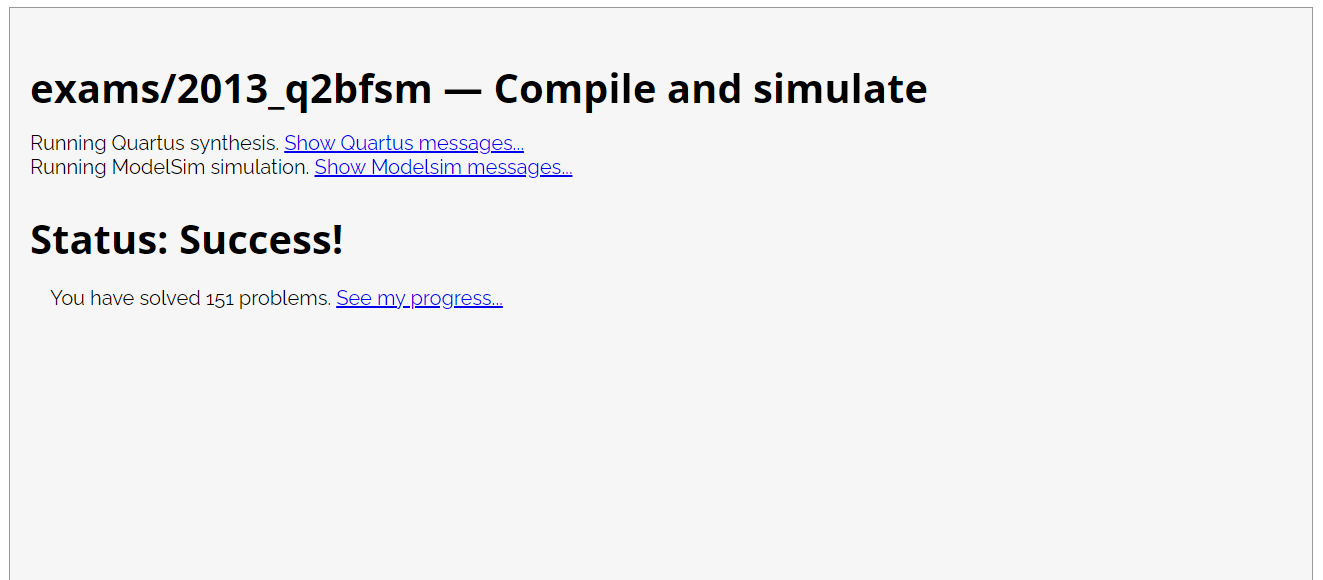 exams/2013_q2bfsm — Compile and simulate
Running Quartus synthesis. Show Quartus messages...
Running ModelSim simulation. Show Modelsim messages...
Status: Success!
You have solved 151 problems. See my progress...